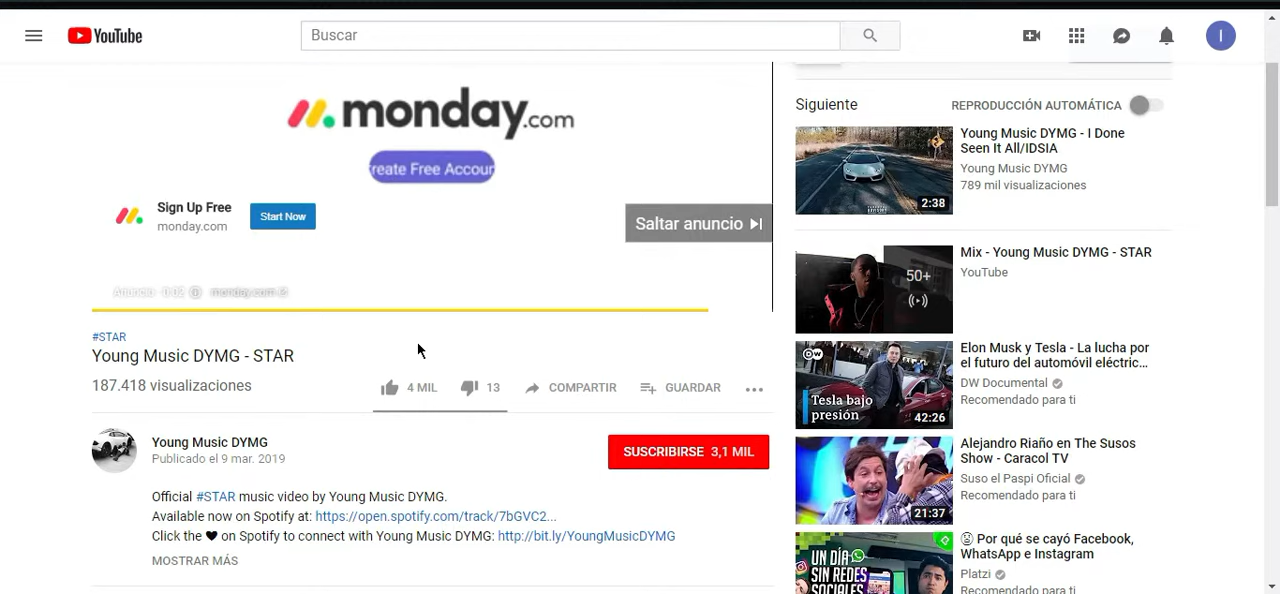 YouTube
Buscar
I
monday.com
Create Free Accoun
Sign Up Free
monday.com
Start Now
Saltar anuncio
Anuncio · 0:02
monday.com
#STAR
Young Music DYMG - STAR
187.418 visualizaciones
4 MIL
13
COMPARTIR
GUARDAR
Young Music DYMG
Publicado el 9 mar. 2019
SUSCRIBIRSE 3,1 MIL
Official #STAR music video by Young Music DYMG.
Available now on Spotify at: https://open.spotify.com/track/7bGVC2...
Click the ♥ on Spotify to connect with Young Music DYMG: http://bit.ly/YoungMusicDYMG
MOSTRAR MÁS
Siguiente
REPRODUCCIÓN AUTOMÁTICA
2:38
Young Music DYMG - I Done
Seen It All/IDSIA
Young Music DYMG
789 mil visualizaciones
50+
Mix - Young Music DYMG - STAR
YouTube
DW
Tesla bajo
presión
42:26
Elon Musk y Tesla - La lucha por
el futuro del automóvil eléctric...
DW Documental
Recomendado para ti
21:37
Alejandro Riaño en The Susos
Show - Caracol TV
Suso el Paspi Oficial
Recomendado para ti
UN DÍA
SIN REDES
SOCIALES
Por qué se cayó Facebook,
WhatsApp e Instagram
Platzi
Recomendado para ti